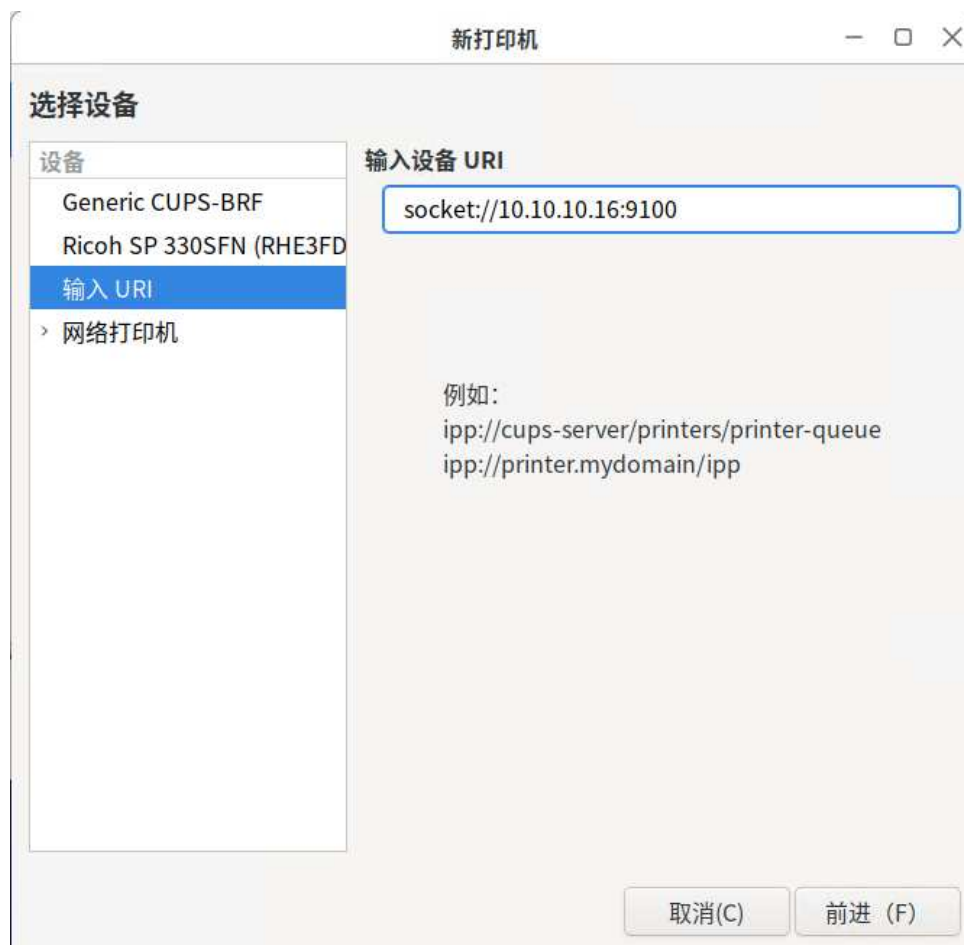 新打印机
选择设备
设备
Generic CUPS-BRF
Ricoh SP 330SFN (RHE3FD
输入 URI
网络打印机
输入设备 URI
socket://10.10.10.16:9100
例如：
ipp://cups-server/printers/printer-queue
ipp://printer.mydomain/ipp
取消(C)
前进（F）